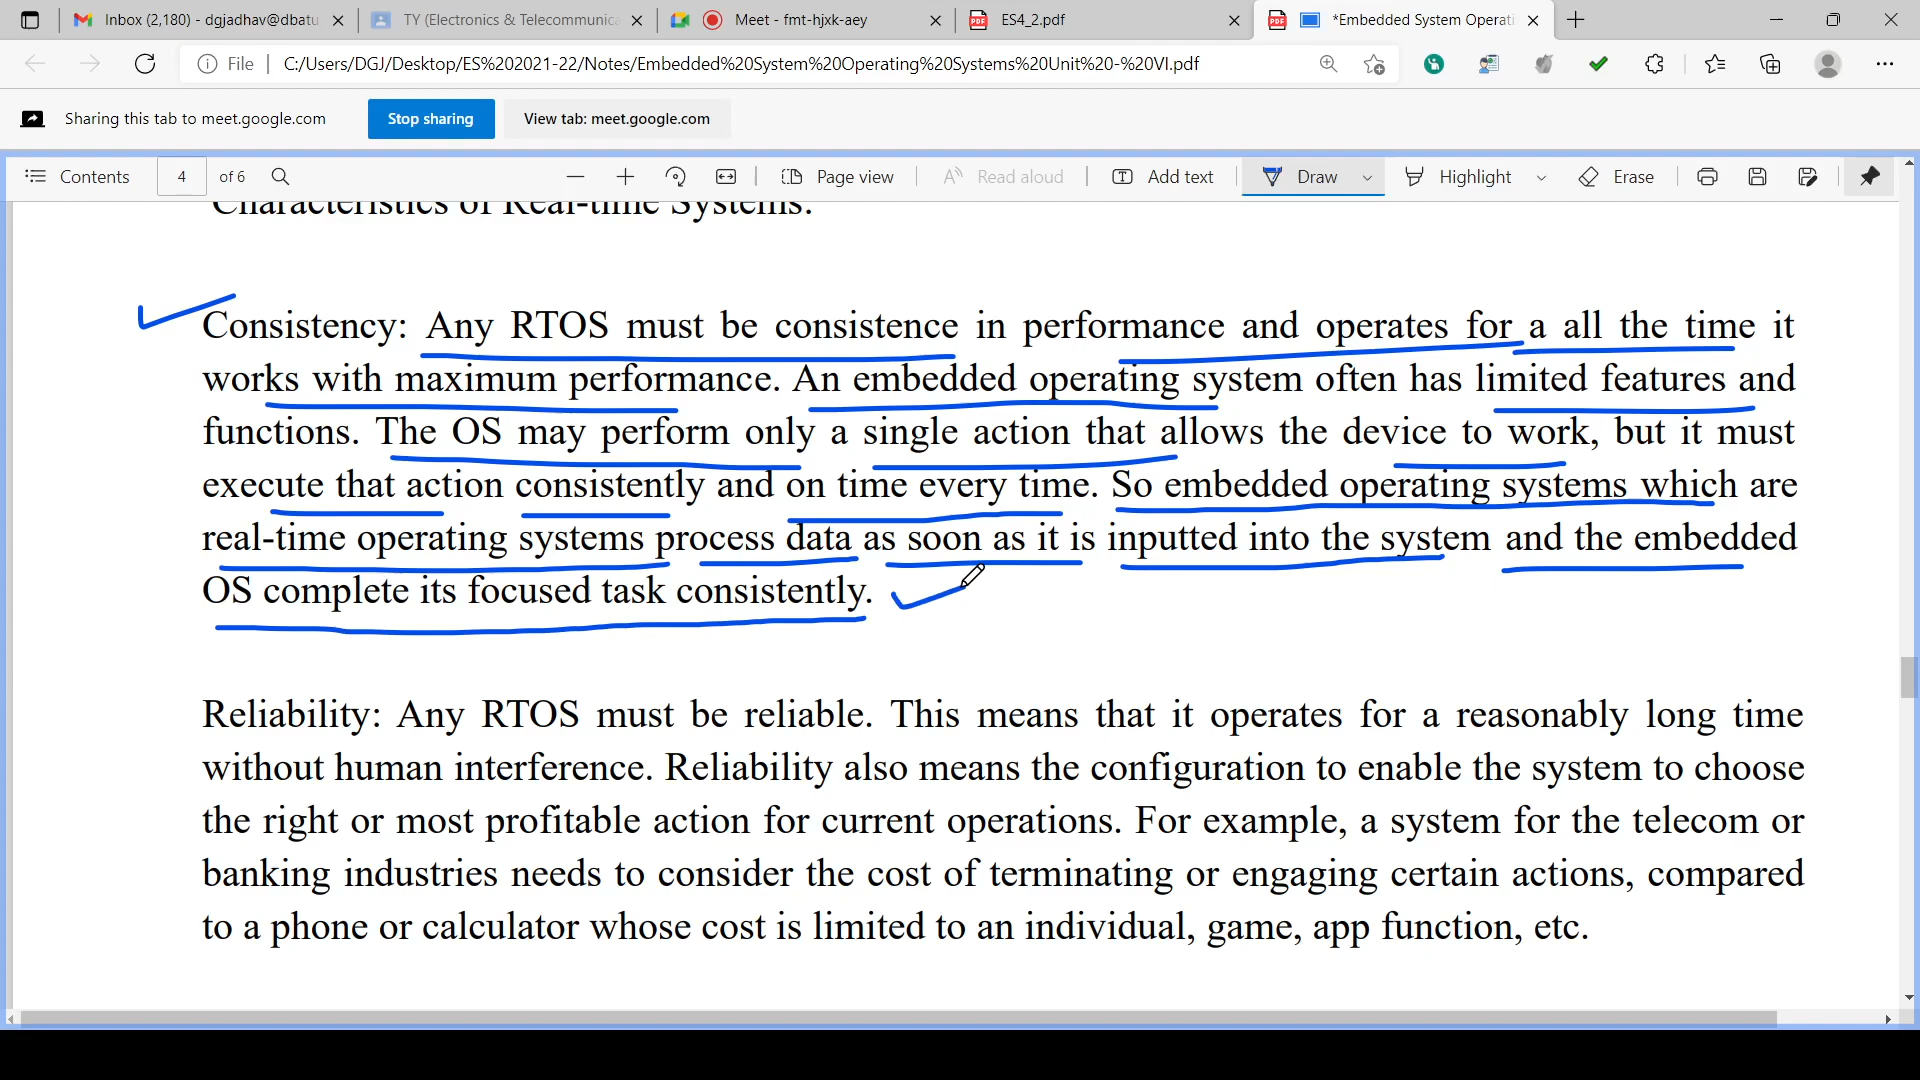 Inbox (2,180) - dgjadhav@dbatu
TY (Electronics & Telecommunica
Meet - fmt-hjxk-aey
ES4_2.pdf
*Embedded System Operati
File
C:/Users/DGJ/Desktop/ES%202021-22/Notes/Embedded%20System%20Operating%20Systems%20Unit%20-%20VI.pdf
Sharing this tab to meet.google.com
Stop sharing
View tab: meet.google.com
Contents
4
of 6
Page view
Read aloud
Add text
Draw
Highlight
Erase
Characteristics of Real-time Systems:
Consistency: Any RTOS must be consistence in performance and operates for a all the time it
works with maximum performance. An embedded operating system often has limited features and
functions. The OS may perform only a single action that allows the device to work, but it must
execute that action consistently and on time every time. So embedded operating systems which are
real-time operating systems process data as soon as it is inputted into the system and the embedded
OS complete its focused task consistently.
Reliability: Any RTOS must be reliable. This means that it operates for a reasonably long time
without human interference. Reliability also means the configuration to enable the system to choose
the right or most profitable action for current operations. For example, a system for the telecom or
banking industries needs to consider the cost of terminating or engaging certain actions, compared
to a phone or calculator whose cost is limited to an individual, game, app function, etc.